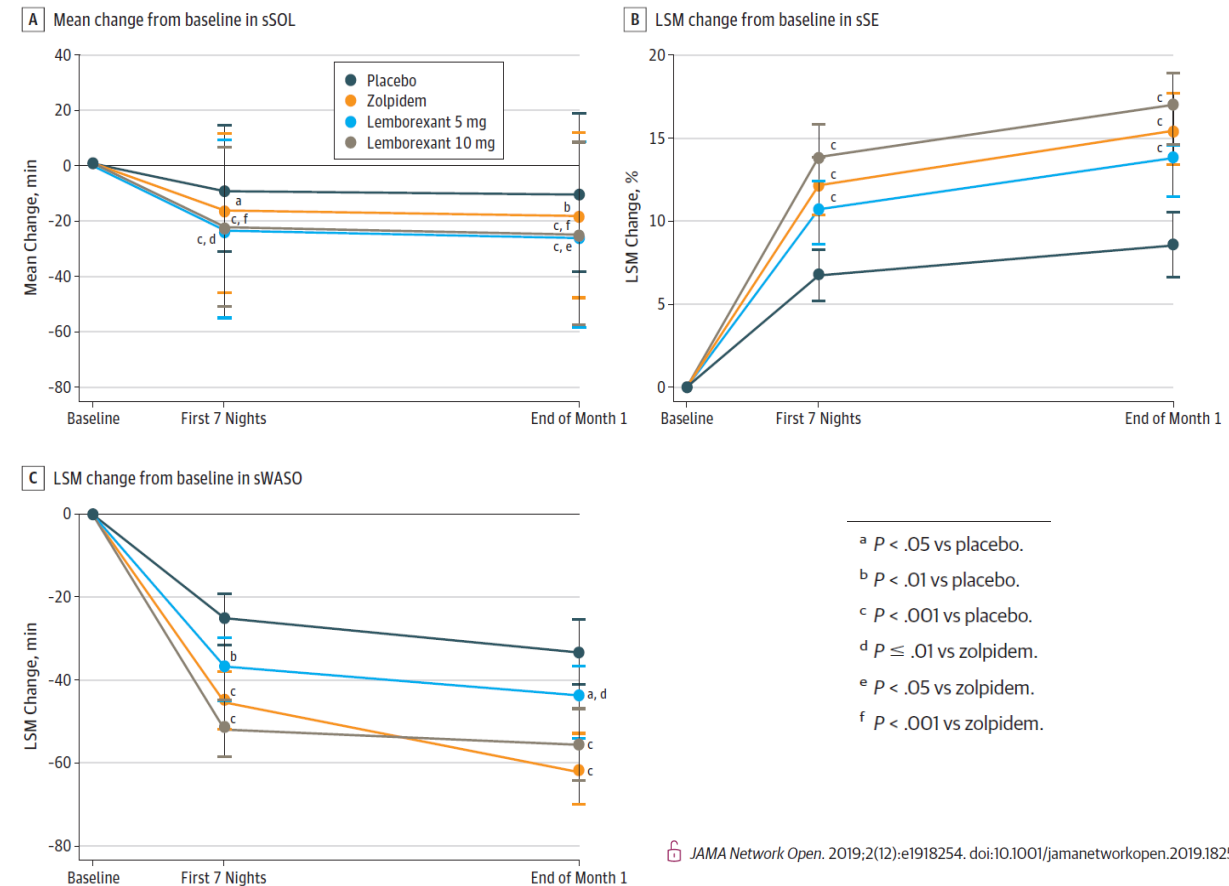 A Mean change from baseline in sSOL
40
20
0
-20
-40
-60
-80
Mean Change, min
Placebo
Zolpidem
Lemborexant 5 mg
Lemborexant 10 mg
a
c, f
c, d
b
c, f
c, e
Baseline
First 7 Nights
End of Month 1
B LSM change from baseline in sSE
20
15
10
5
0
LSM Change, %
c
c
c
c
c
c
Baseline
First 7 Nights
End of Month 1
C LSM change from baseline in sWASO
0
-20
-40
-60
-80
LSM Change, min
b
c
c
a, d
c
c
Baseline
First 7 Nights
End of Month 1
a P < .05 vs placebo.
b P < .01 vs placebo.
c P < .001 vs placebo.
d P ≤ .01 vs zolpidem.
e P < .05 vs zolpidem.
f P < .001 vs zolpidem.
JAMA Network Open. 2019;2(12):e1918254. doi:10.1001/jamanetworkopen.2019.1825